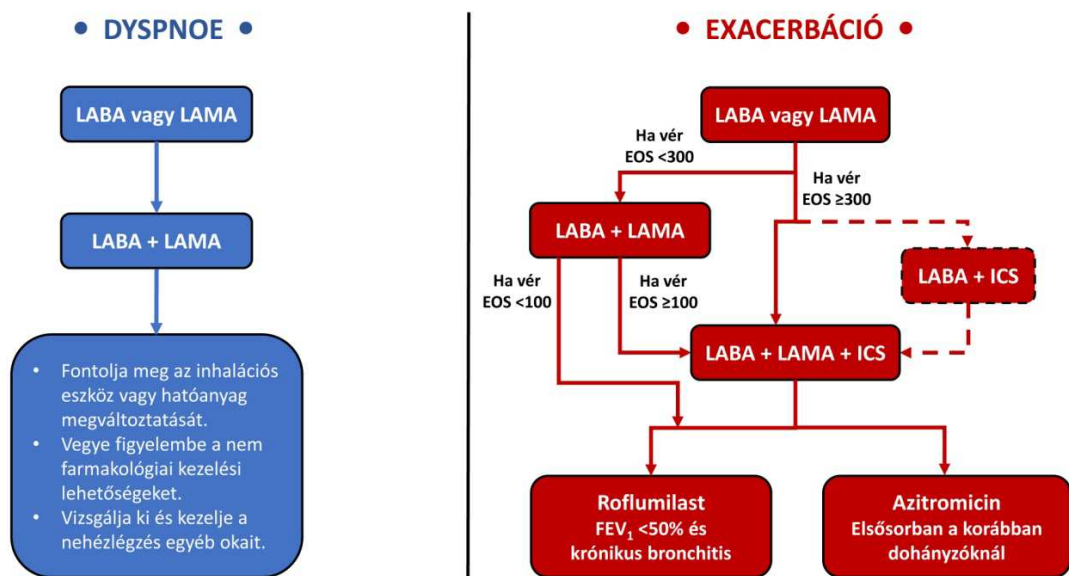 • DYSPNOE •
LABA vagy LAMA
LABA + LAMA
• Fontolja meg az inhalációs
eszköz vagy hatóanyag
megváltoztatását.
• Vegye figyelembe a nem
farmakológiai kezelési
lehetőségeket.
• Vizsgálja ki és kezelje a
nehézlégzés egyéb okait.
• EXACERBÁCIÓ •
LABA vagy LAMA
Ha vér
EOS <300
Ha vér
EOS ≥300
LABA + LAMA
LABA + ICS
Ha vér
EOS <100
Ha vér
EOS ≥100
LABA + LAMA + ICS
Roflumilast
FEV₁ <50% és
krónikus bronchitis
Azitromicin
Elsősorban a korábban
dohányzóknál